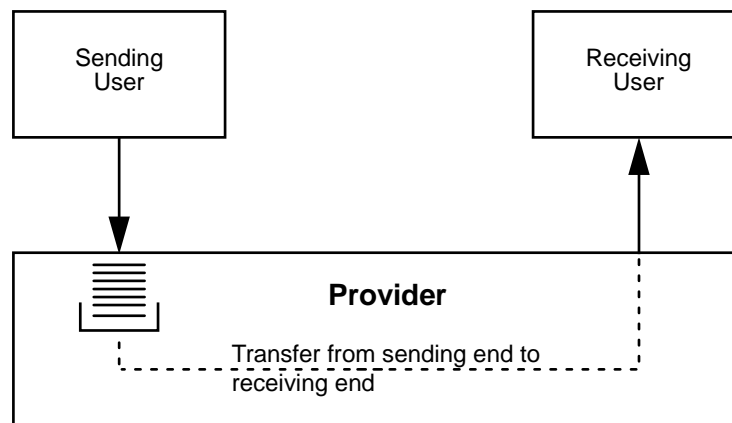 Sending
User
Receiving
User
Provider
Transfer from sending end to
receiving end